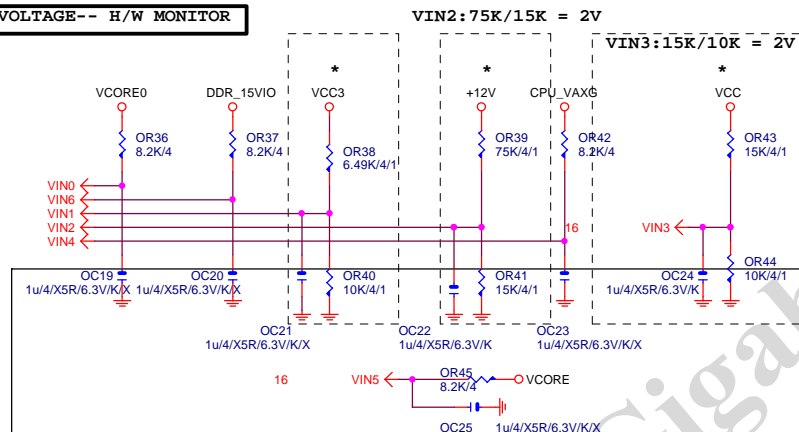 VOLTAGE-- H/W MONITOR
VIN2:75K/15K = 2V
VIN3:15K/10K = 2V
*
*
*
VCORE0
DDR_15VIO
VCC3
+12V
CPU_VAXG
VCC
OR36
8.2K/4
OR37
8.2K/4
OR38
6.49K/4/1
OR39
75K/4/1
OR42
8.2K/4
OR43
15K/4/1
VIN0
VIN6
VIN1
VIN2
VIN4
16
VIN3
OC19
1u/4/X5R/6.3V/K/X
OC20
1u/4/X5R/6.3V/K/X
OR40
10K/4/1
OR41
15K/4/1
OC24
1u/4/X5R/6.3V/K
OR44
10K/4/1
OC21
1u/4/X5R/6.3V/K/X
OC22
1u/4/X5R/6.3V/K
OC23
1u/4/X5R/6.3V/K/X
16
VIN5
OR45
8.2K/4
VCORE
OC25
1u/4/X5R/6.3V/K/X
Gigab